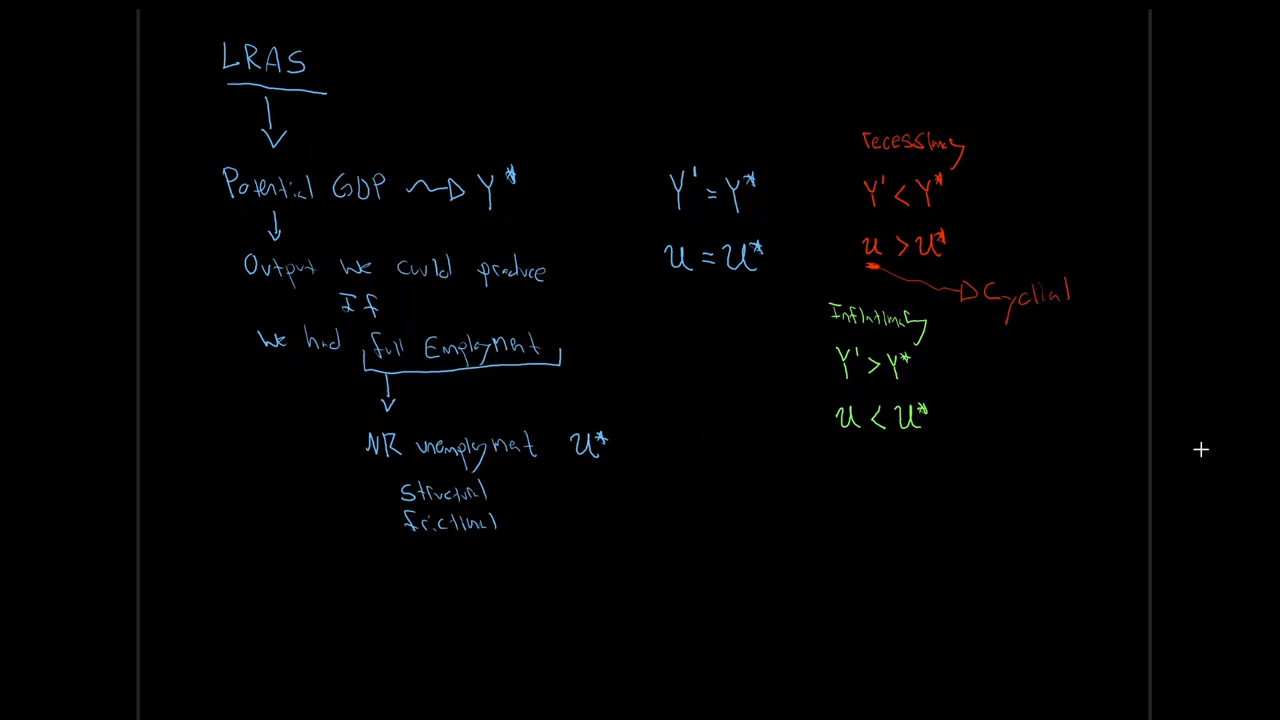 LRAS
Potential GDP → Y*
Output we could produce
If
we had full Employment
NR unemployment U*
Structural
frictional
Y' = Y*
U = U*
recessionary
Y' < Y*
U > U*
Cyclical
Inflationary
Y' > Y*
U < U*